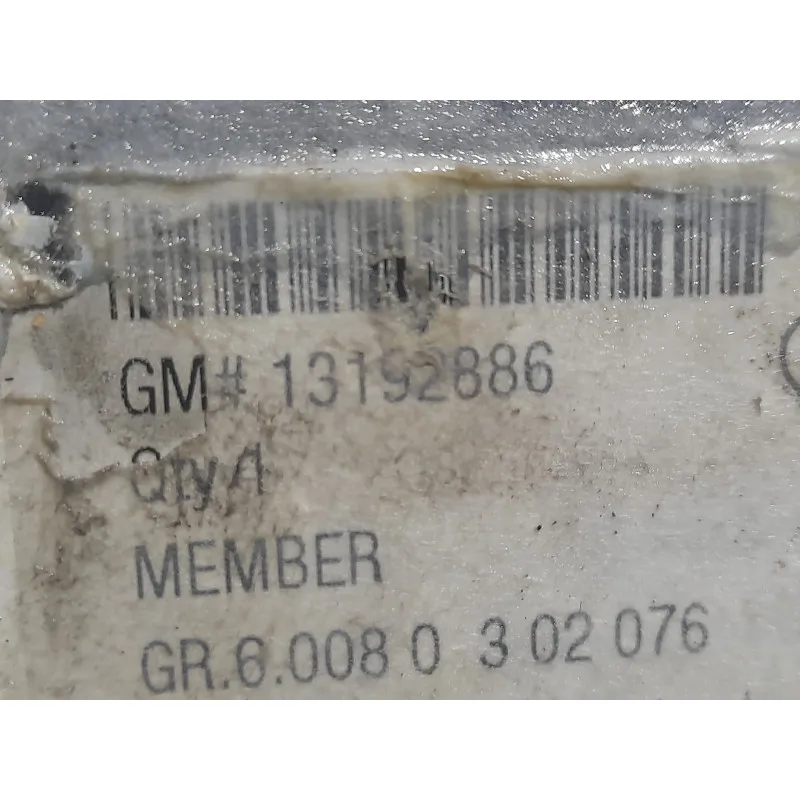 GM# 13192886
Qty 1
MEMBER
GR.6.008 0 3 02 076